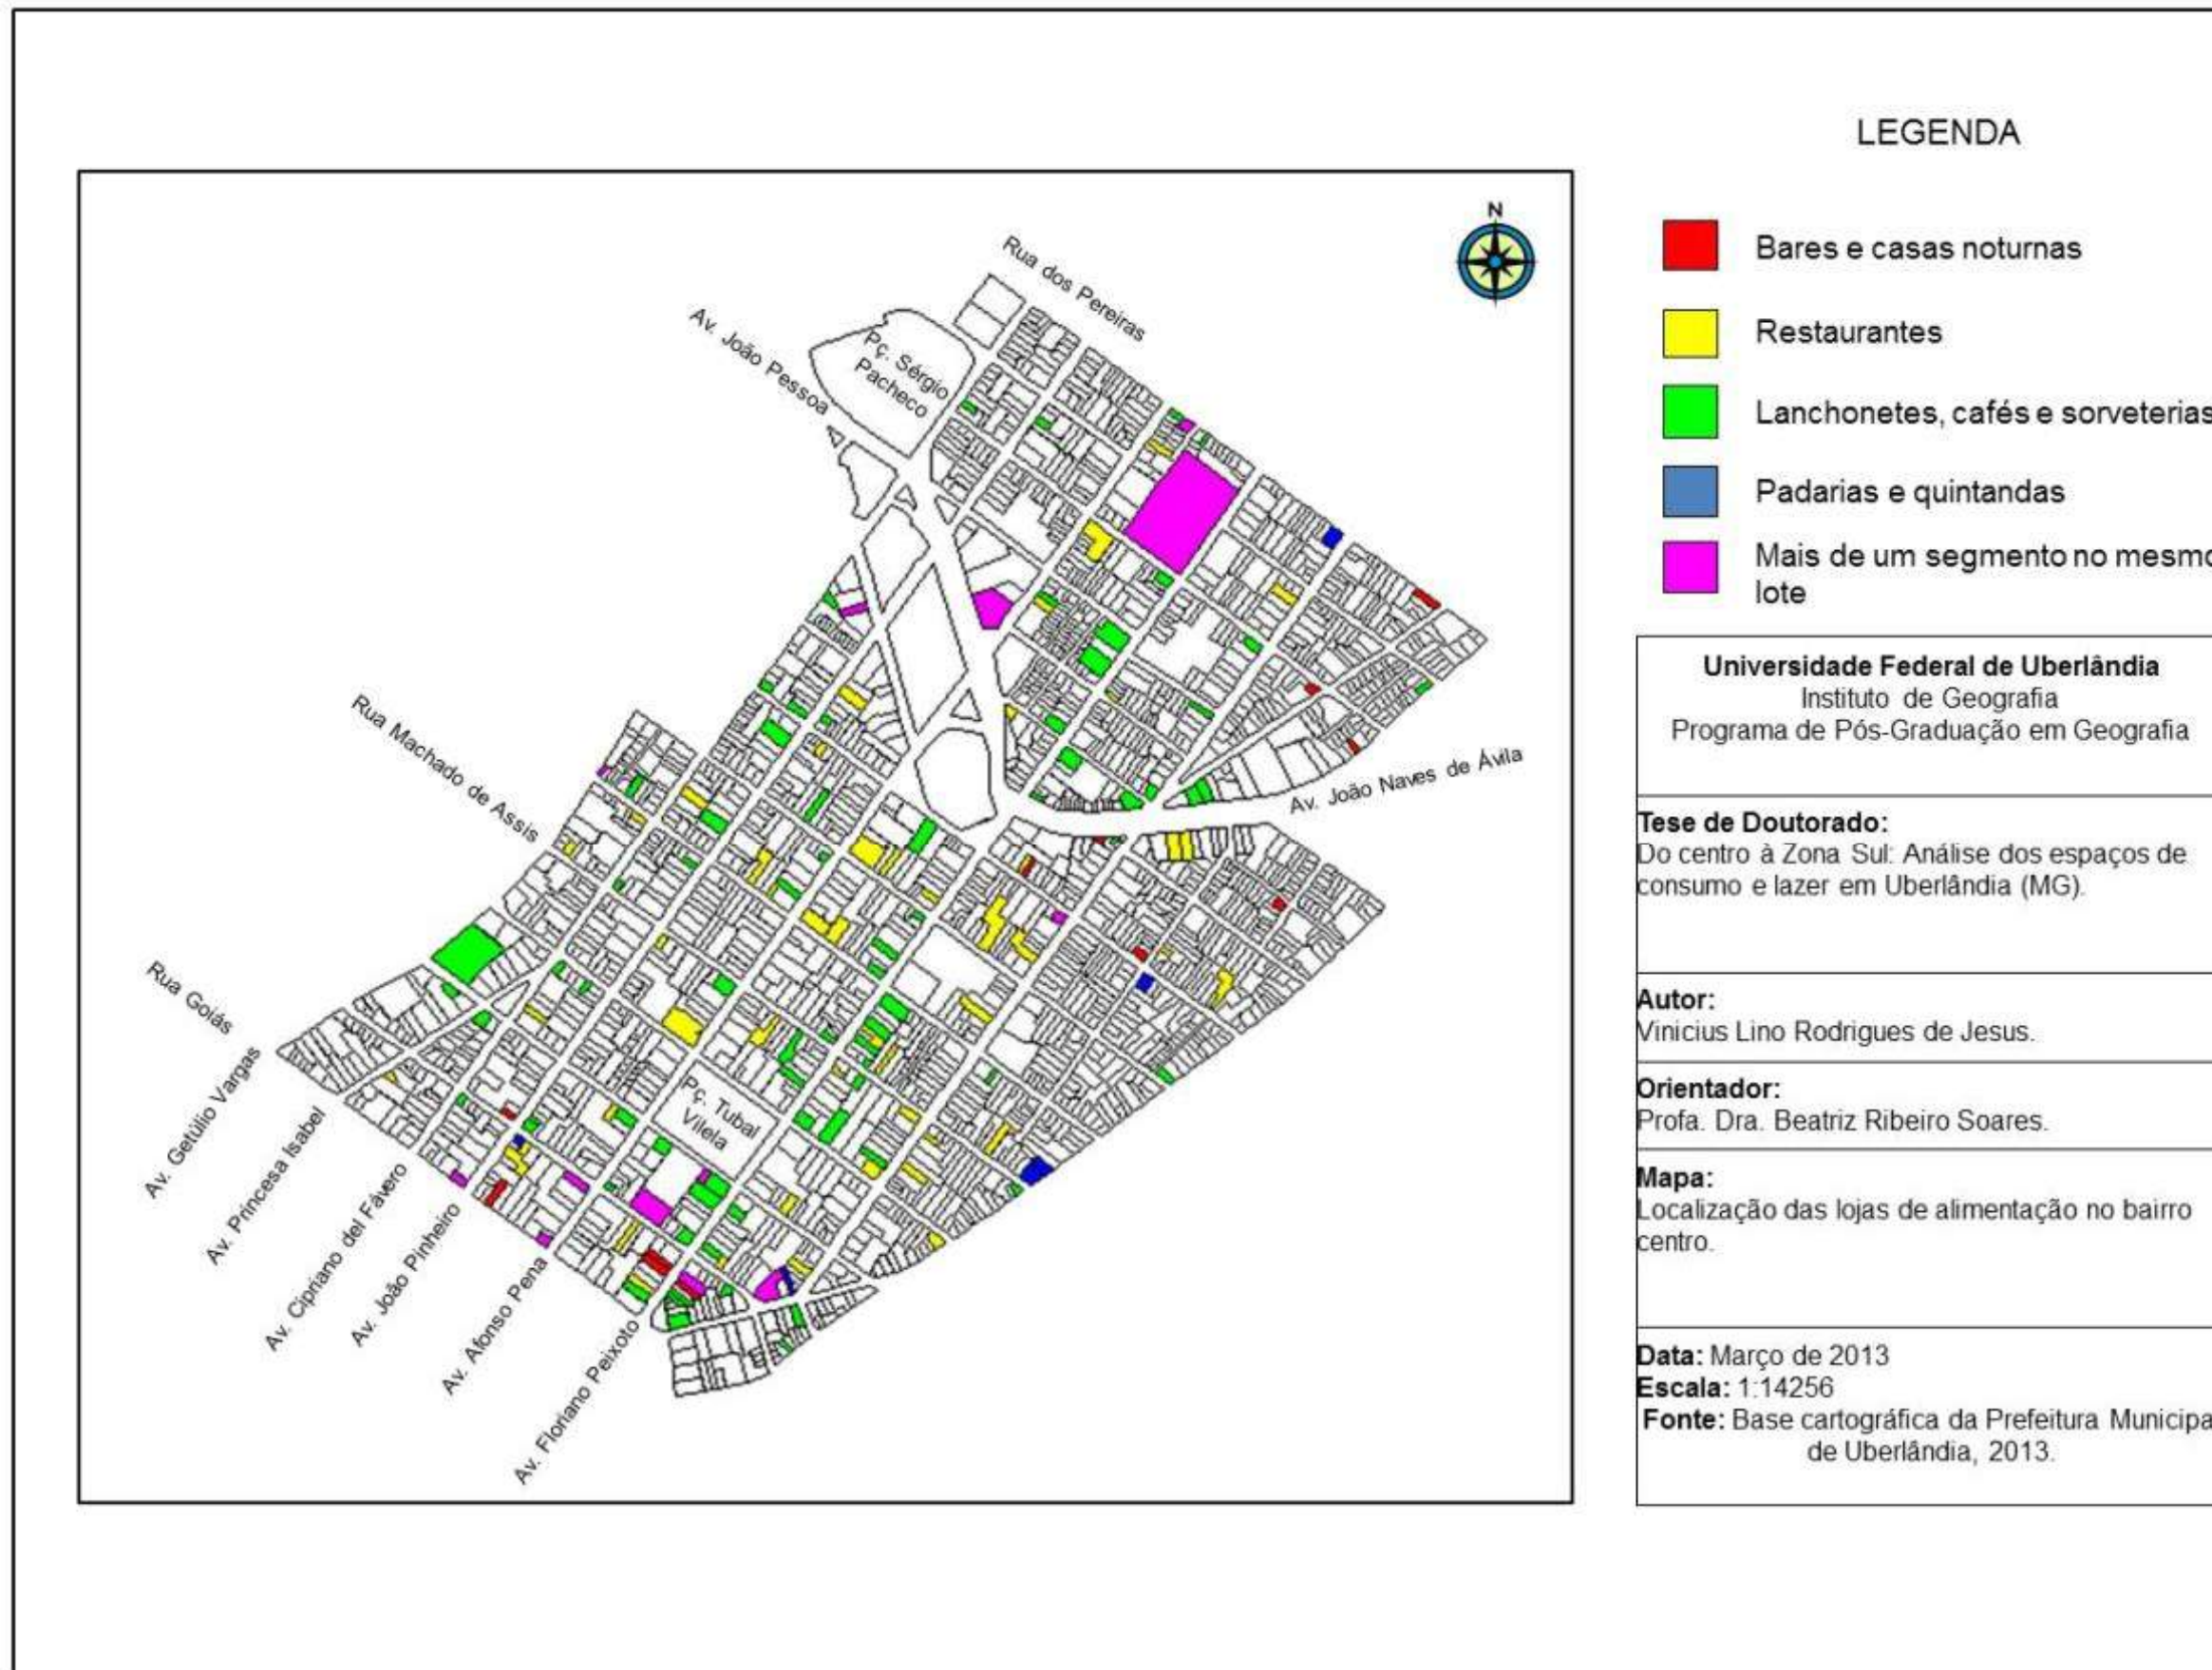 LEGENDA
N
Rua dos Pereiras
Av. João Pessoa
Pç. Sérgio
Pacheco
Rua Machado de Assis
Av. João Naves de Ávila
Rua Goiás
Av. Getúlio Vargas
Av. Princesa Isabel
Av. Cipriano del Fávero
Av. João Pinheiro
Av. Afonso Pena
Av. Floriano Peixoto
Pç. Tubal
Vilela
Bares e casas noturnas
Restaurantes
Lanchonetes, cafés e sorveterias
Padarias e quintandas
Mais de um segmento no mesmo
lote
Universidade Federal de Uberlândia
Instituto de Geografia
Programa de Pós-Graduação em Geografia
Tese de Doutorado:
Do centro à Zona Sul: Análise dos espaços de
consumo e lazer em Uberlândia (MG).
Autor:
Vinicius Lino Rodrigues de Jesus.
Orientador:
Profa. Dra. Beatriz Ribeiro Soares.
Mapa:
Localização das lojas de alimentação no bairro
centro.
Data: Março de 2013
Escala: 1:14256
Fonte: Base cartográfica da Prefeitura Municipa
de Uberlândia, 2013.